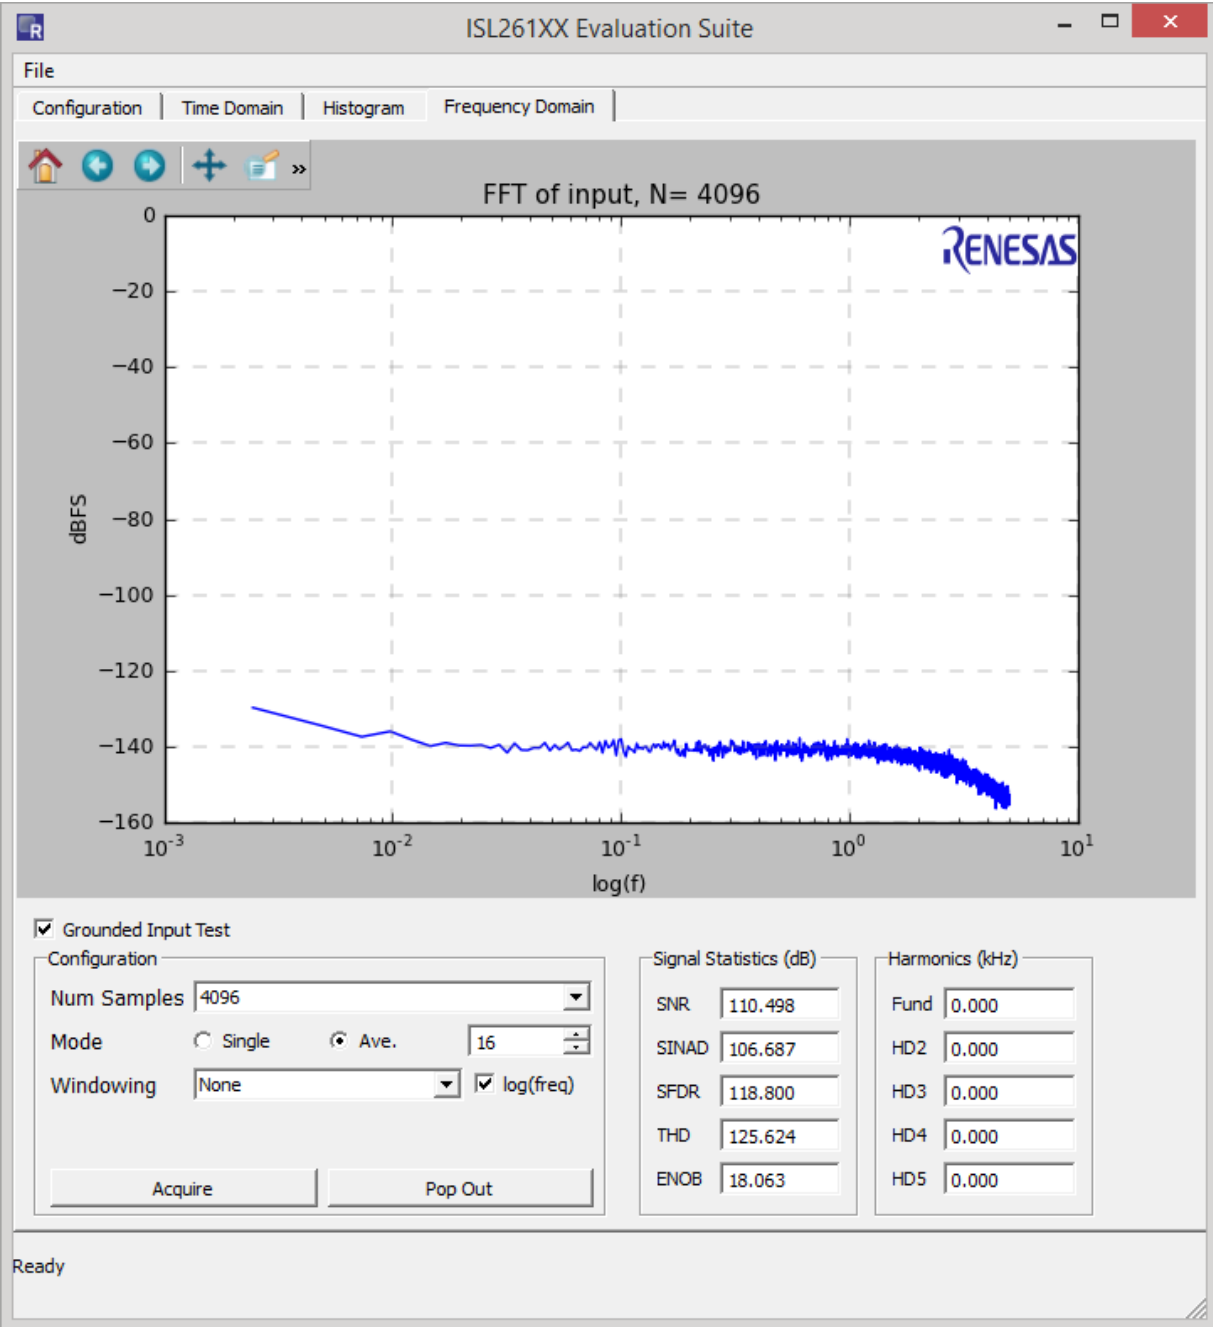 ISL261XX Evaluation Suite
File
Configuration Time Domain Histogram Frequency Domain
»
FFT of input, N= 4096
RENESAS
0
−20
−40
−60
−80
−100
−120
−140
−160
dBFS
10^-3 10^-2 10^-1 10^0 10^1
log(f)
Grounded Input Test
Configuration
Num Samples 4096
Mode Single Ave. 16
Windowing None log(freq)
Acquire Pop Out
Signal Statistics (dB)
SNR 110.498
SINAD 106.687
SFDR 118.800
THD 125.624
ENOB 18.063
Harmonics (kHz)
Fund 0.000
HD2 0.000
HD3 0.000
HD4 0.000
HD5 0.000
Ready